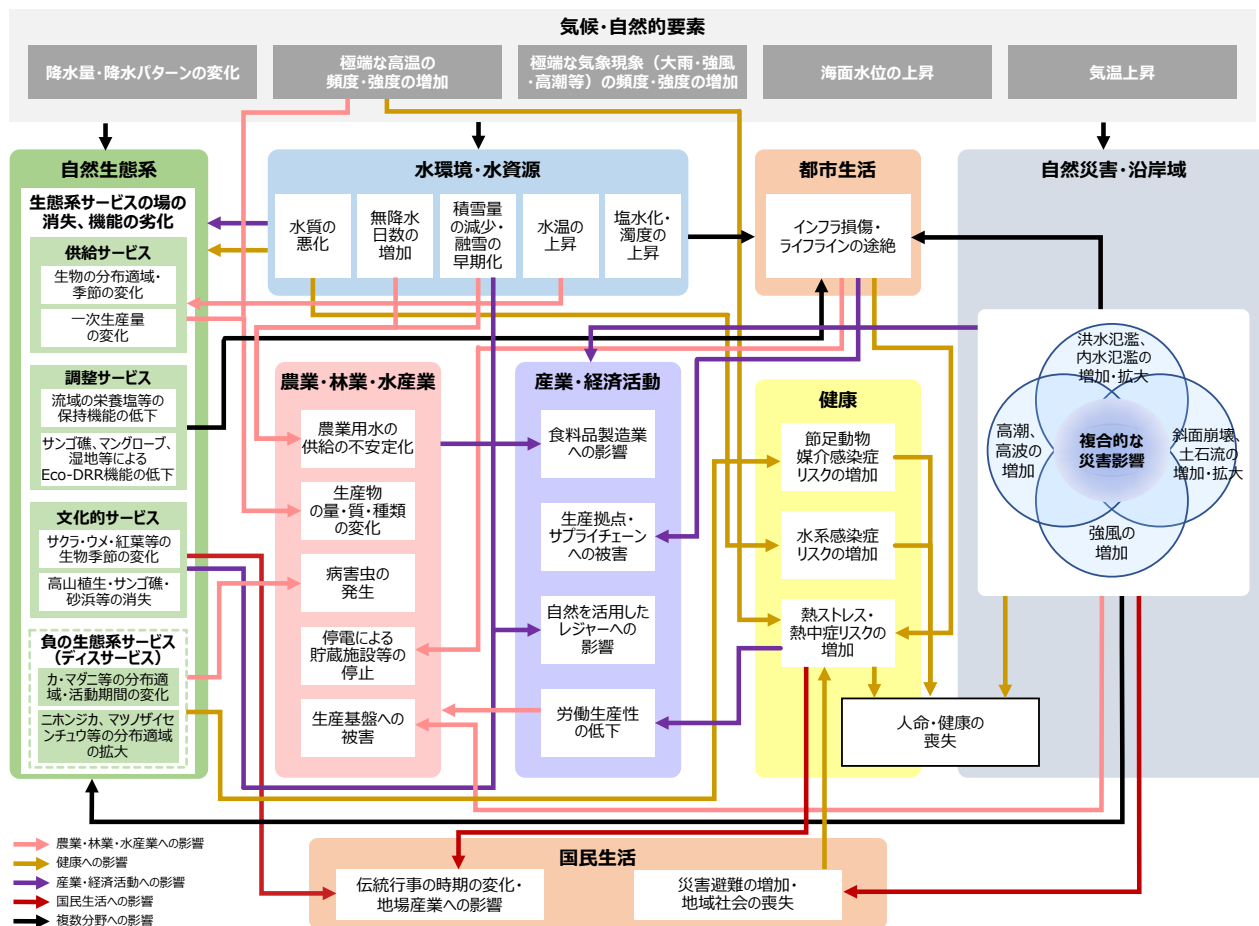 気候・自然的要素
降水量・降水パターンの変化
極端な高温の
頻度・強度の増加
極端な気象現象（大雨・強風
・高潮等）の頻度・強度の増加
海面水位の上昇
気温上昇
自然生態系
生態系サービスの場の
消失、機能の劣化
供給サービス
生物の分布適域・
季節の変化
一次生産量
の変化
調整サービス
流域の栄養塩等の
保持機能の低下
サンゴ礁、マングローブ、
湿地等による
Eco-DRR機能の低下
文化的サービス
サクラ・ウメ・紅葉等の
生物季節の変化
高山植生・サンゴ礁・
砂浜等の消失
負の生態系サービス
（ディスサービス）
カ・マダニ等の分布適
域・活動期間の変化
ニホンジカ、マツノザイセ
ンチュウ等の分布適域
の拡大
水環境・水資源
水質の
悪化
無降水
日数の
増加
積雪量
の減少・
融雪の
早期化
水温の
上昇
塩水化・
濁度の
上昇
都市生活
インフラ損傷・
ライフラインの途絶
自然災害・沿岸域
洪水氾濫、
内水氾濫の
増加・拡大
高潮、
高波の
増加
複合的な
災害影響
斜面崩壊、
土石流の
増加・拡大
強風の
増加
農業・林業・水産業
農業用水の
供給の不安定化
生産物
の量・質・種類
の変化
病害虫の
発生
停電による
貯蔵施設等の
停止
生産基盤への
被害
産業・経済活動
食料品製造業
への影響
生産拠点・
サプライチェーン
への被害
自然を活用した
レジャーへの
影響
労働生産性
の低下
健康
節足動物
媒介感染症
リスクの増加
水系感染症
リスクの増加
熱ストレス・
熱中症リスクの
増加
人命・健康の
喪失
国民生活
伝統行事の時期の変化・
地場産業への影響
災害避難の増加・
地域社会の喪失
農業・林業・水産業への影響
健康への影響
産業・経済活動への影響
国民生活への影響
複数分野への影響